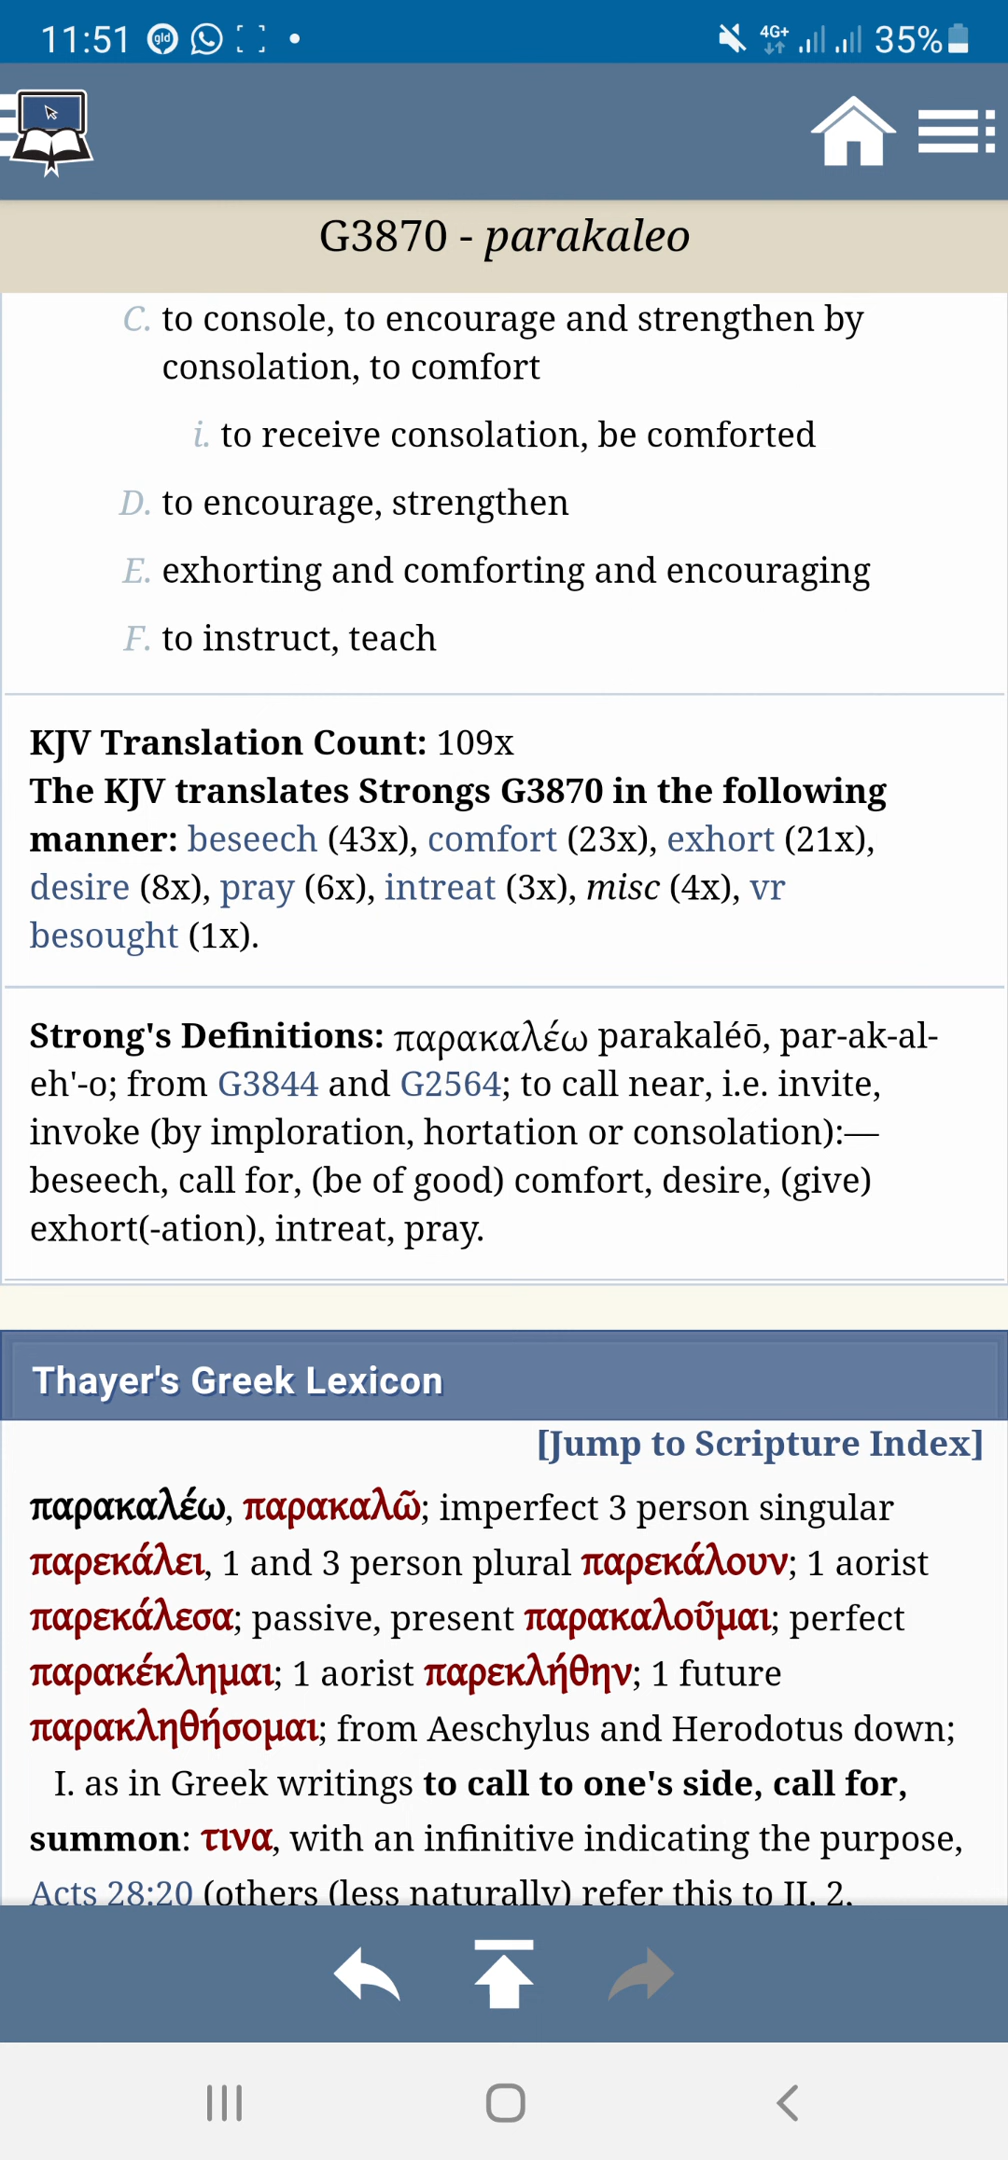 11:51 gld 4G+ 35%
G3870 - parakaleo
C. to console, to encourage and strengthen by
consolation, to comfort
i. to receive consolation, be comforted
D. to encourage, strengthen
E. exhorting and comforting and encouraging
F. to instruct, teach
KJV Translation Count: 109x
The KJV translates Strongs G3870 in the following
manner: beseech (43x), comfort (23x), exhort (21x),
desire (8x), pray (6x), intreat (3x), misc (4x), vr
besought (1x).
Strong's Definitions: παρακαλέω parakaléō, par-ak-al-
eh'-o; from G3844 and G2564; to call near, i.e. invite,
invoke (by imploration, hortation or consolation):—
beseech, call for, (be of good) comfort, desire, (give)
exhort(-ation), intreat, pray.
Thayer's Greek Lexicon
[Jump to Scripture Index]
παρακαλέω, παρακαλῶ; imperfect 3 person singular
παρεκάλει, 1 and 3 person plural παρεκάλουν; 1 aorist
παρεκάλεσα; passive, present παρακαλοῦμαι; perfect
παρακέκλημαι; 1 aorist παρεκλήθην; 1 future
παρακληθήσομαι; from Aeschylus and Herodotus down;
I. as in Greek writings to call to one's side, call for,
summon: τινα, with an infinitive indicating the purpose,
Acts 28:20 (others (less naturally) refer this to II. 2,